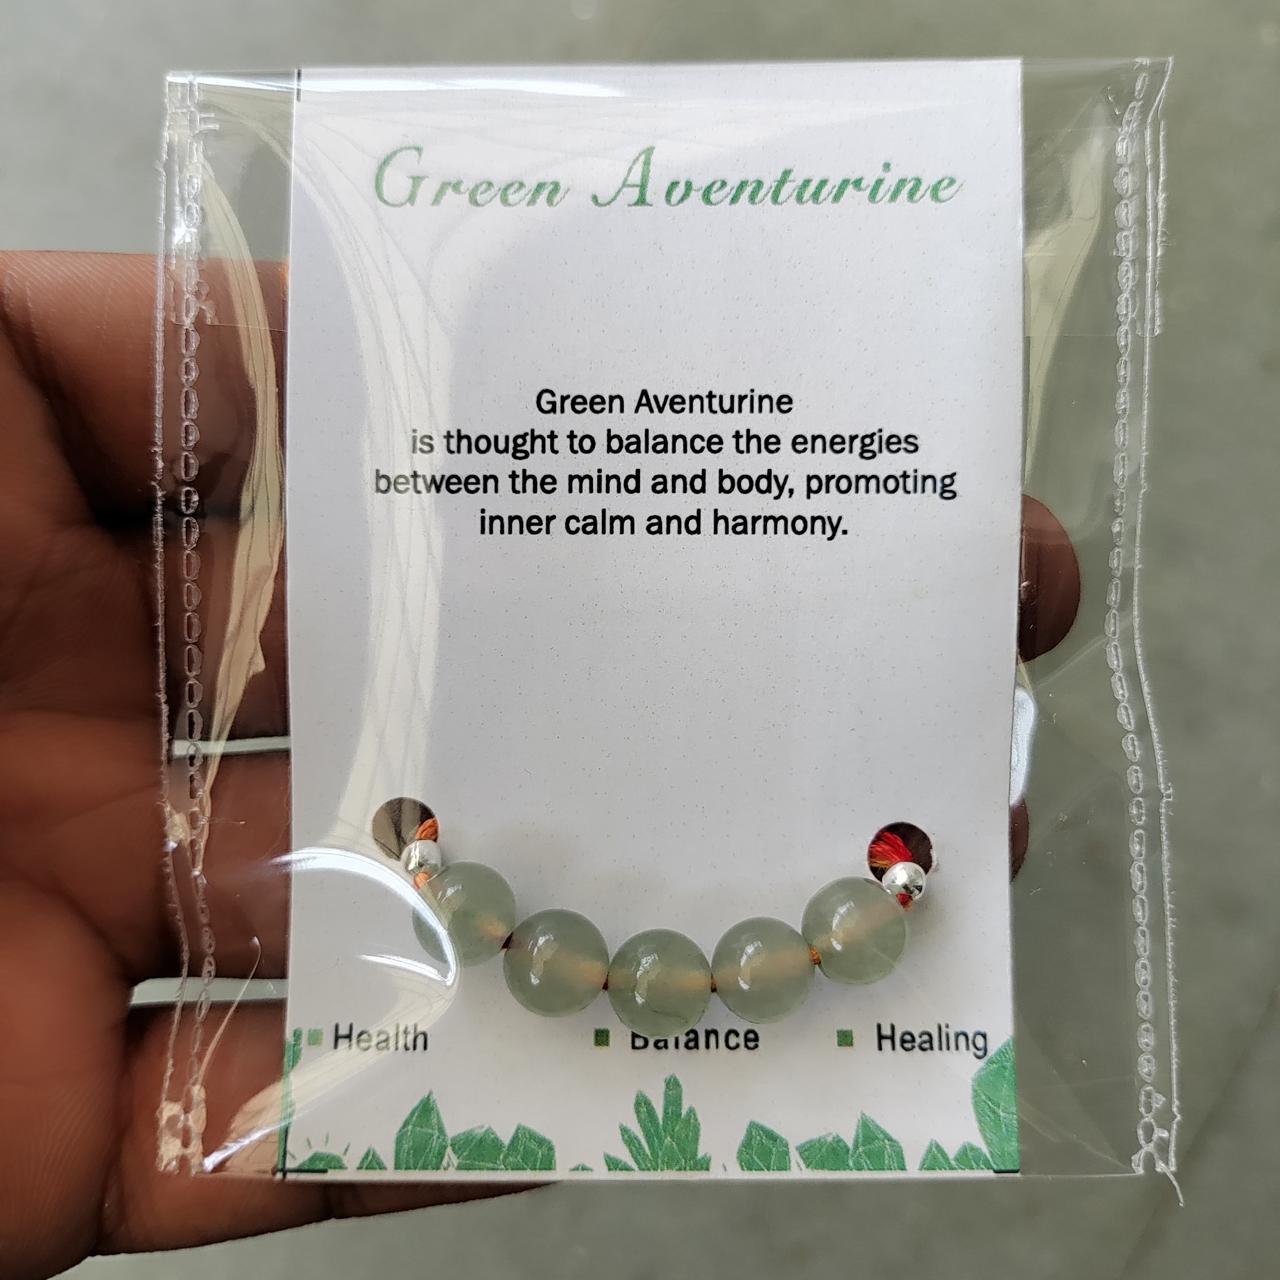 Green Aventurine
Green Aventurine
is thought to balance the energies
between the mind and body, promoting
inner calm and harmony.
Health Balance Healing